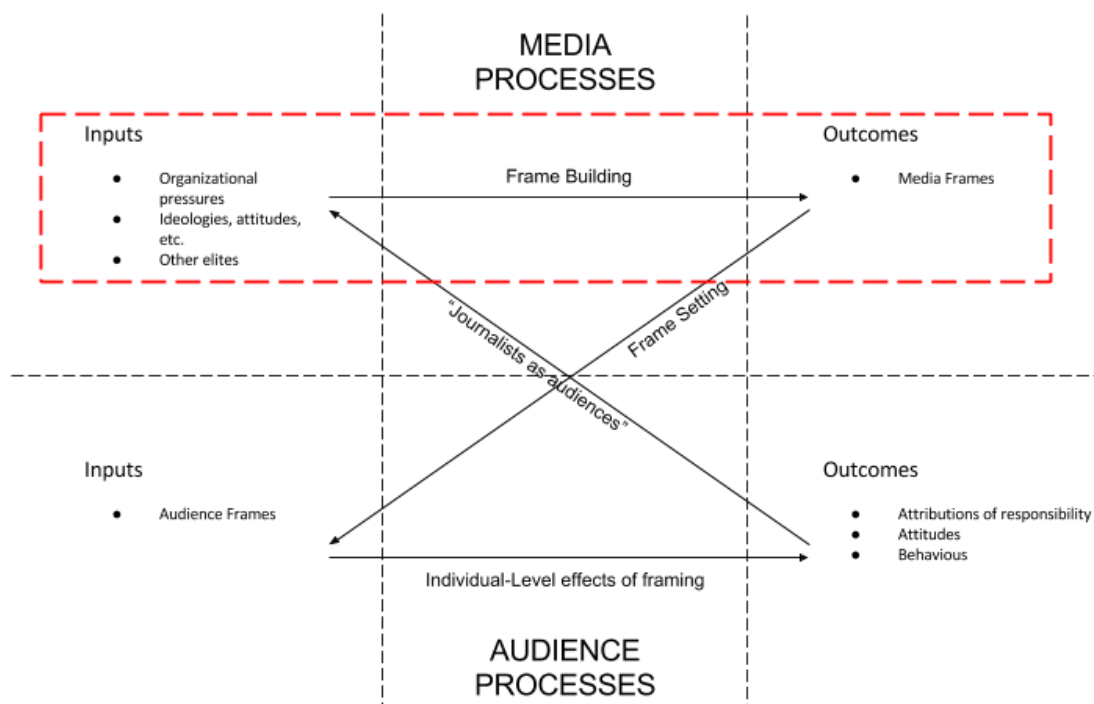 MEDIA
PROCESSES
Inputs
Outcomes
● Organizational
pressures
● Ideologies, attitudes,
etc.
● Other elites
Frame Building
● Media Frames
“Journalists as audiences”
Frame Setting
Inputs
Outcomes
● Audience Frames
● Attributions of responsibility
● Attitudes
● Behavious
Individual-Level effects of framing
AUDIENCE
PROCESSES